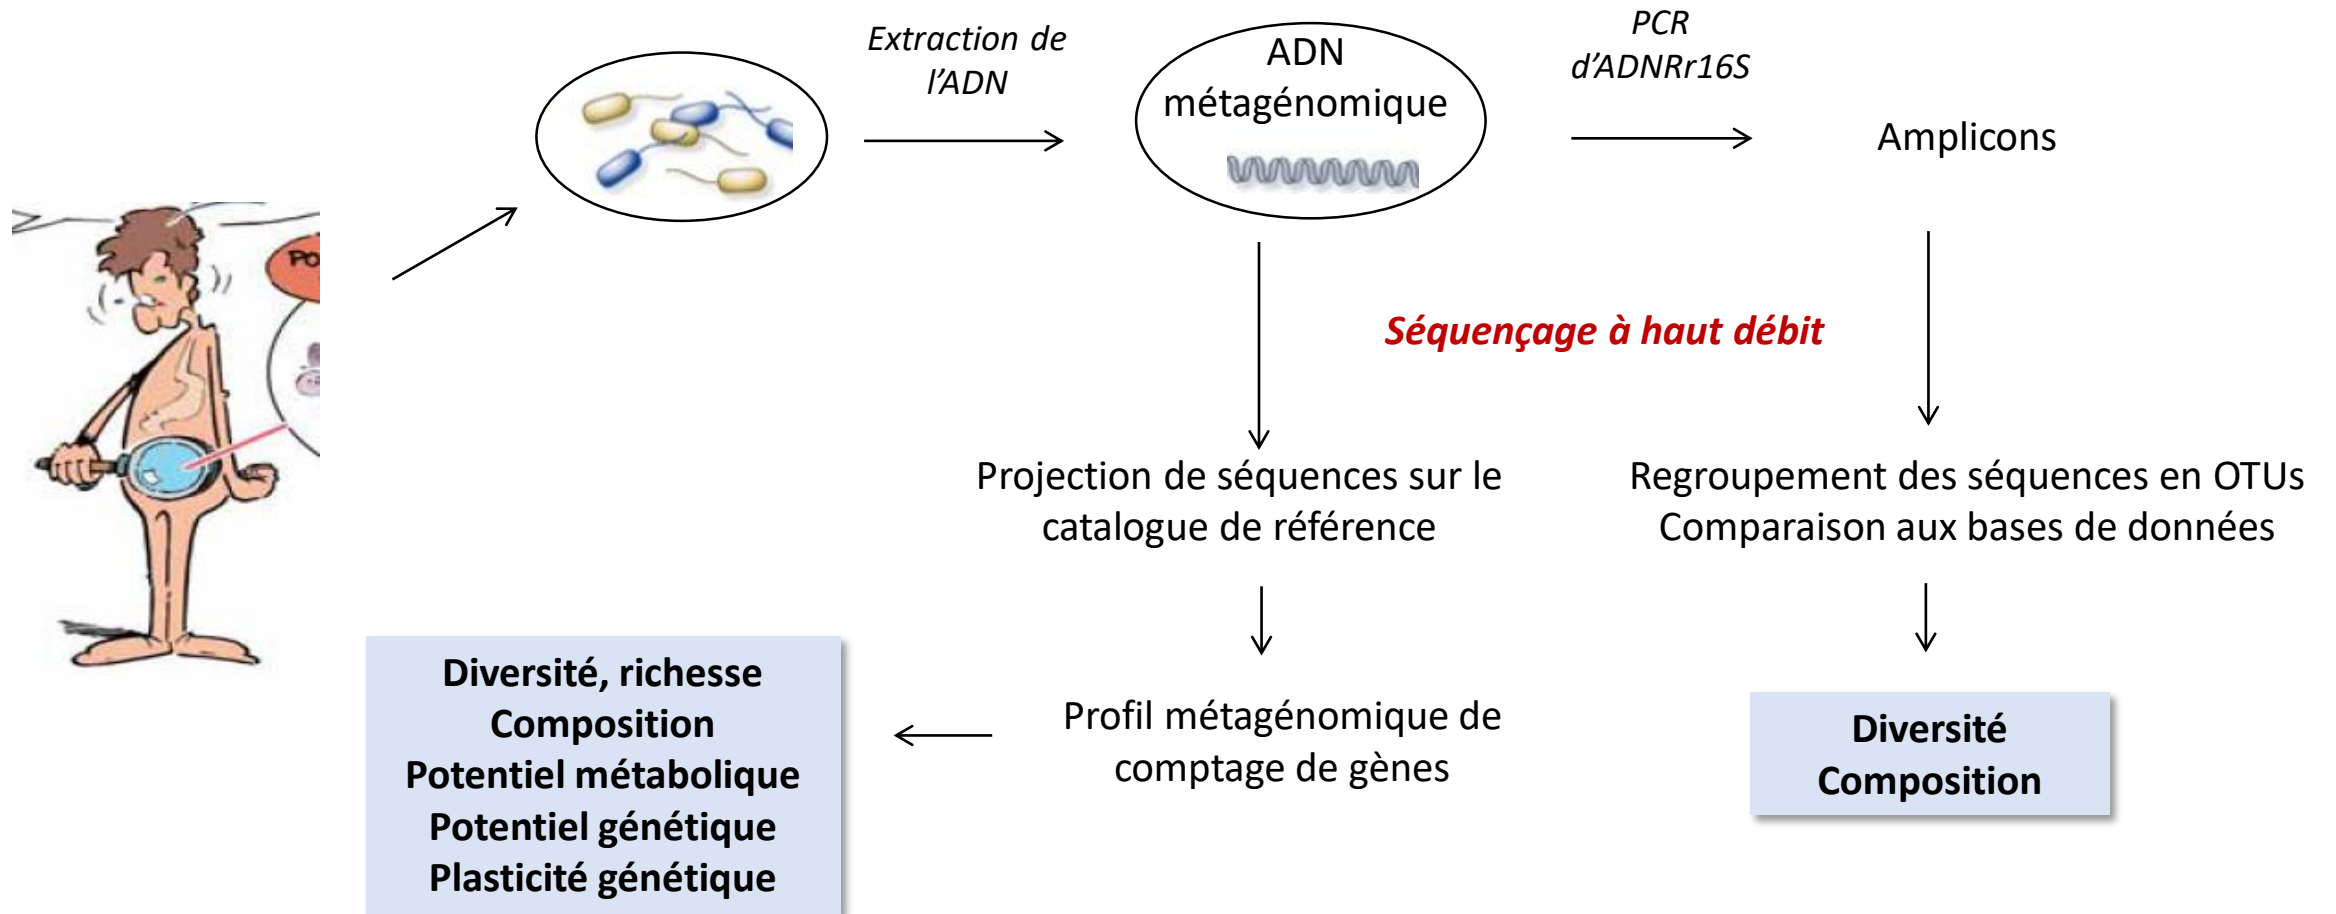 Extraction de
l'ADN
ADN
métagénomique
PCR
d'ADNRr16S
Amplicons
PO
Séquençage à haut débit
Projection de séquences sur le
catalogue de référence
Regroupement des séquences en OTUs
Comparaison aux bases de données
Profil métagénomique de
comptage de gènes
Diversité, richesse
Composition
Potentiel métabolique
Potentiel génétique
Plasticité génétique
Diversité
Composition